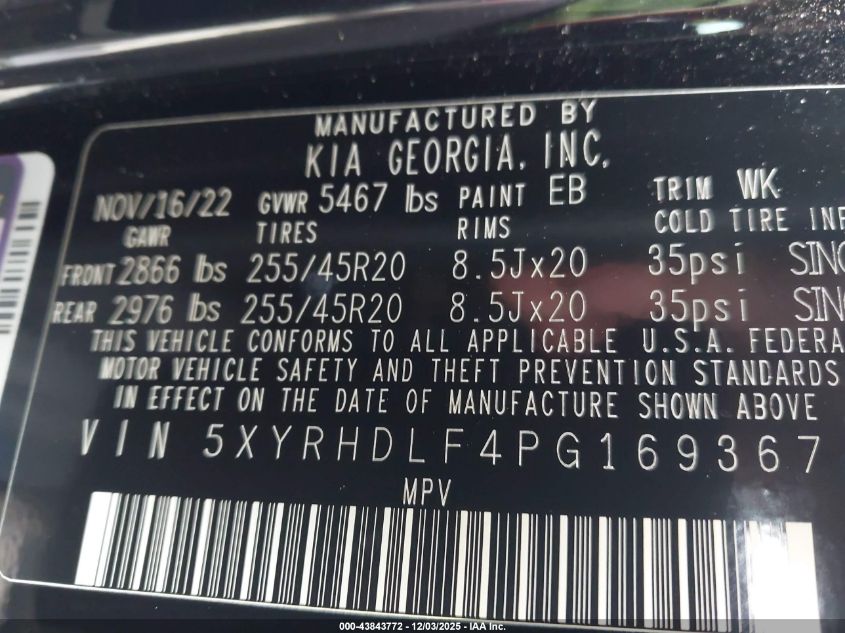 MANUFACTURED BY
KIA GEORGIA, INC.
NOV/16/22 GVWR 5467 lbs PAINT EB TRIM WK
GAWR TIRES RIMS COLD TIRE INF
FRONT 2866 lbs 255/45R20 8.5Jx20 35psi SING
REAR 2976 lbs 255/45R20 8.5Jx20 35psi SING
THIS VEHICLE CONFORMS TO ALL APPLICABLE U.S.A. FEDERA
MOTOR VEHICLE SAFETY AND THEFT PREVENTION STANDARDS
IN EFFECT ON THE DATE OF MANUFACTURE SHOWN ABOVE
VIN 5XYRHDLF4PG169367
MPV
000-43843772 - 12/03/2025 - IAA Inc.